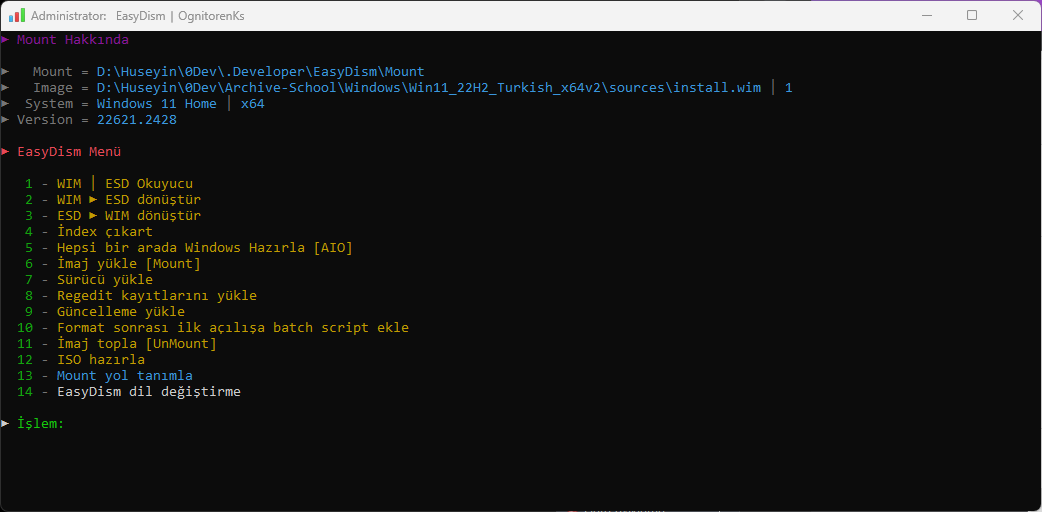 Administrator: EasyDism | OgnitorenKs
► Mount Hakkında
► Mount = D:\Huseyin\0Dev\.Developer\EasyDism\Mount
► Image = D:\Huseyin\0Dev\Archive-School\Windows\Win11_22H2_Turkish_x64v2\sources\install.wim │ 1
► System = Windows 11 Home │ x64
► Version = 22621.2428
► EasyDism Menü
1 - WIM │ ESD Okuyucu
2 - WIM ► ESD dönüştür
3 - ESD ► WIM dönüştür
4 - İndex çıkart
5 - Hepsi bir arada Windows Hazırla [AIO]
6 - İmaj yükle [Mount]
7 - Sürücü yükle
8 - Regedit kayıtlarını yükle
9 - Güncelleme yükle
10 - Format sonrası ilk açılışa batch script ekle
11 - İmaj topla [UnMount]
12 - ISO hazırla
13 - Mount yol tanımla
14 - EasyDism dil değiştirme
► İşlem: